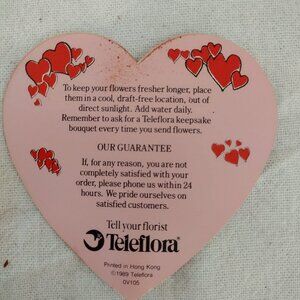 To keep your flowers fresher longer, place
them in a cool, draft-free location, out of
direct sunlight. Add water daily.
Remember to ask for a Teleflora keepsake
bouquet every time you send flowers.
OUR GUARANTEE
If, for any reason, you are not
completely satisfied with your
order, please phone us within 24
hours. We pride ourselves on
satisfied customers.
Tell your florist
Teleflora®
Printed in Hong Kong
©1989 Teleflora
OV105